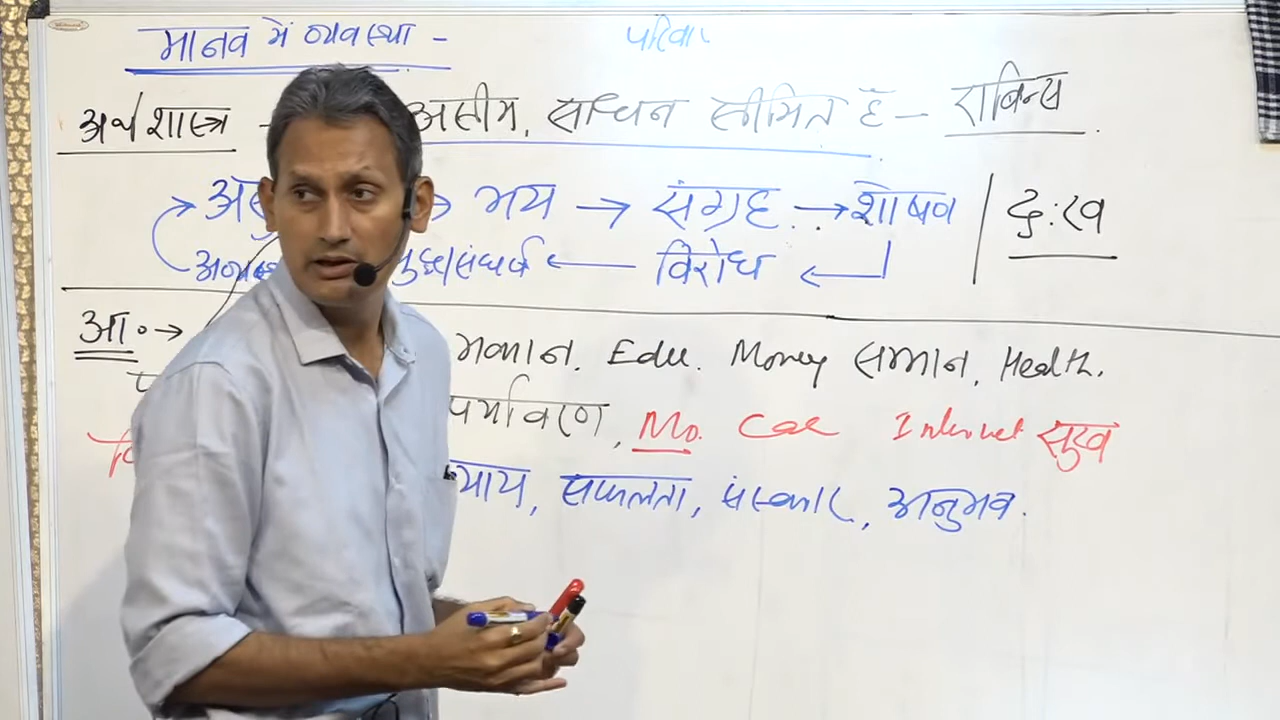 मानव में व्यवस्था - परिवार
अर्थशास्त्र - असीम, साधन सीमित है - राबिन्स
भय → संग्रह → शोषण दुःख
युद्ध/संघर्ष ← विरोध
आ॰ → मकान. Edu. Money सम्मान, Health.
पर्यावरण, Mo. Car Internet सुख
न्याय, सफलता, संस्कार, अनुभव.